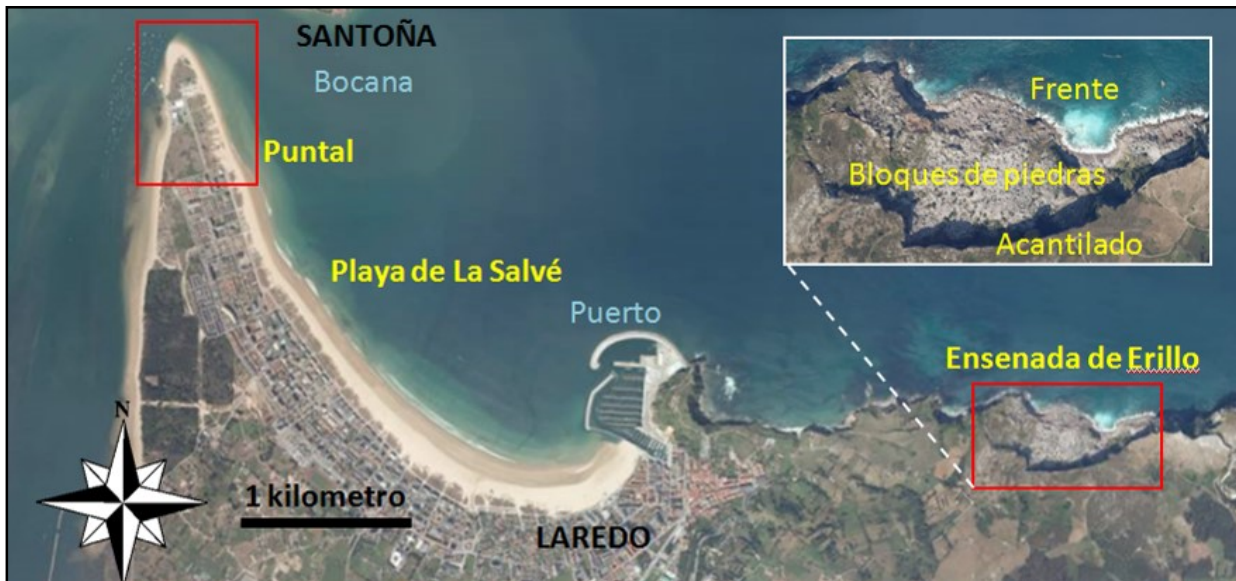 SANTOÑA
Bocana
Puntal
Playa de La Salvé
Puerto
Frente
Bloques de piedras
Acantilado
Ensenada de Erillo
N
1 kilometro
LAREDO